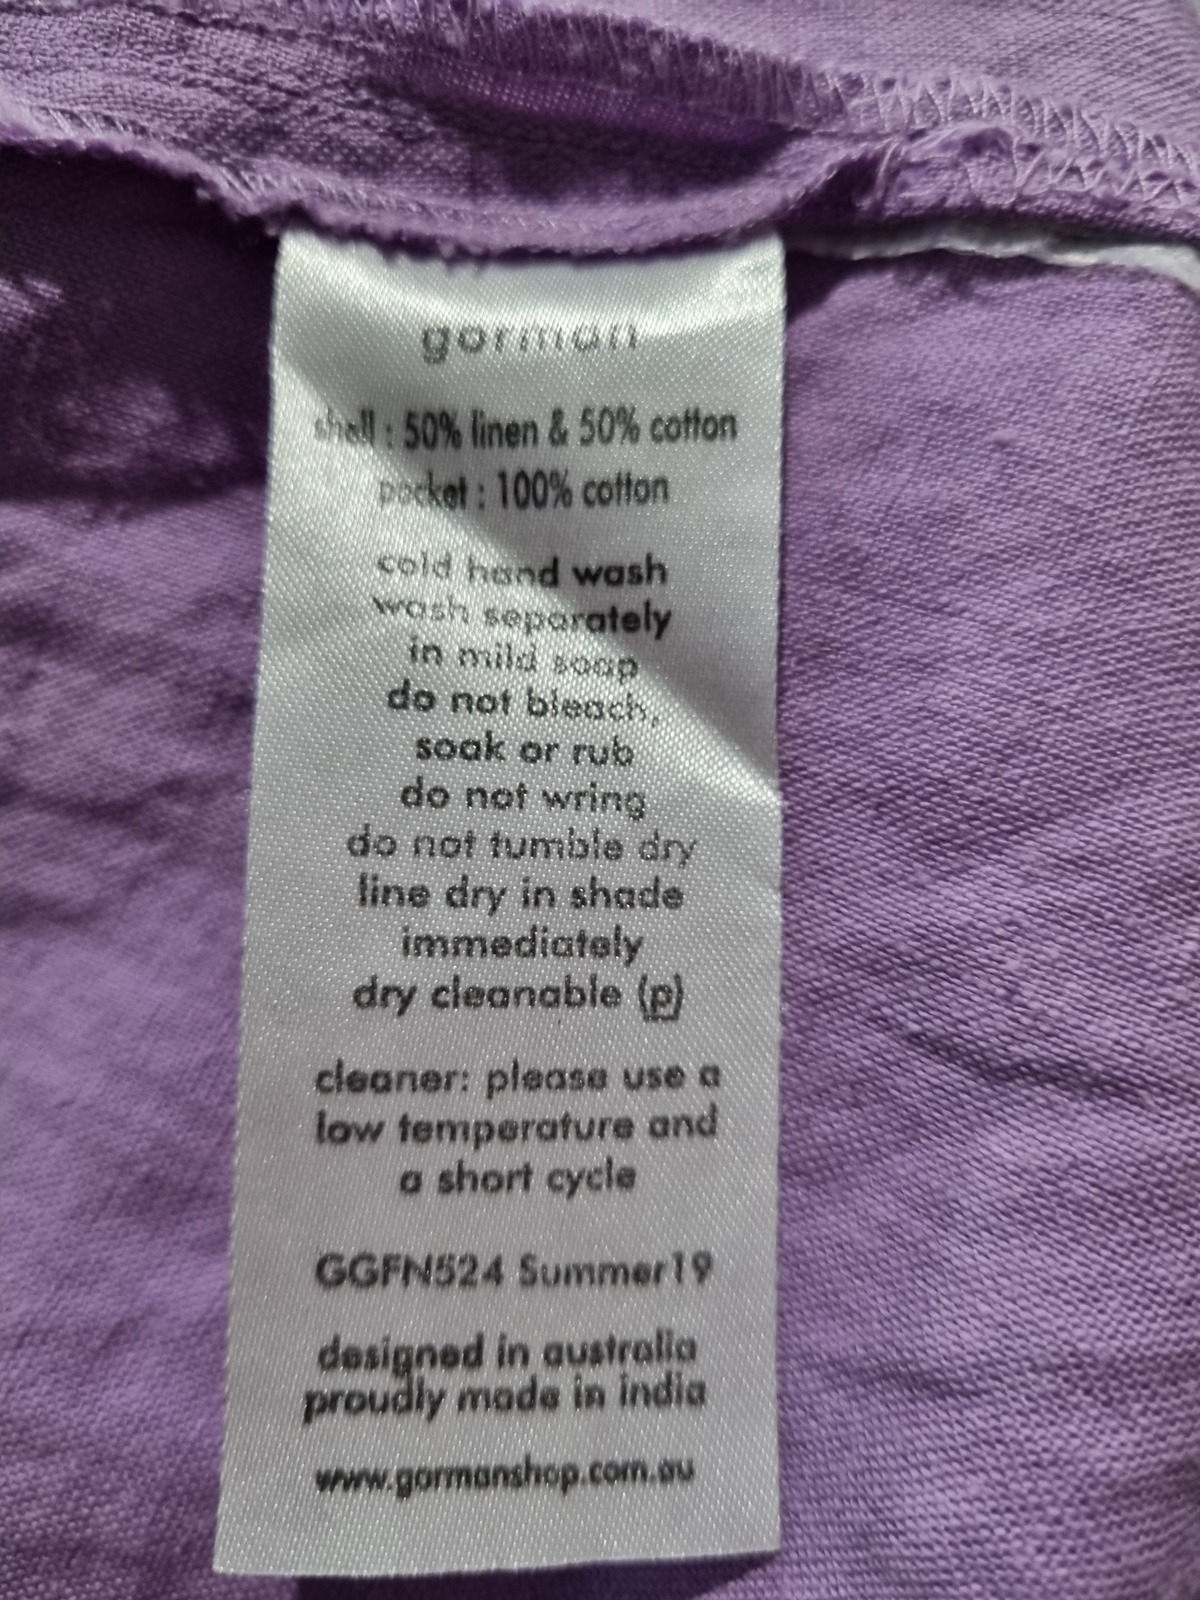 gorman
shell : 50% linen & 50% cotton
pocket : 100% cotton
cold hand wash
wash separately
in mild soap
do not bleach,
soak or rub
do not wring
do not tumble dry
line dry in shade
immediately
dry cleanable (p)
cleaner: please use a
low temperature and
a short cycle
GGFN524 Summer19
designed in australia
proudly made in india
www.gormanshop.com.au